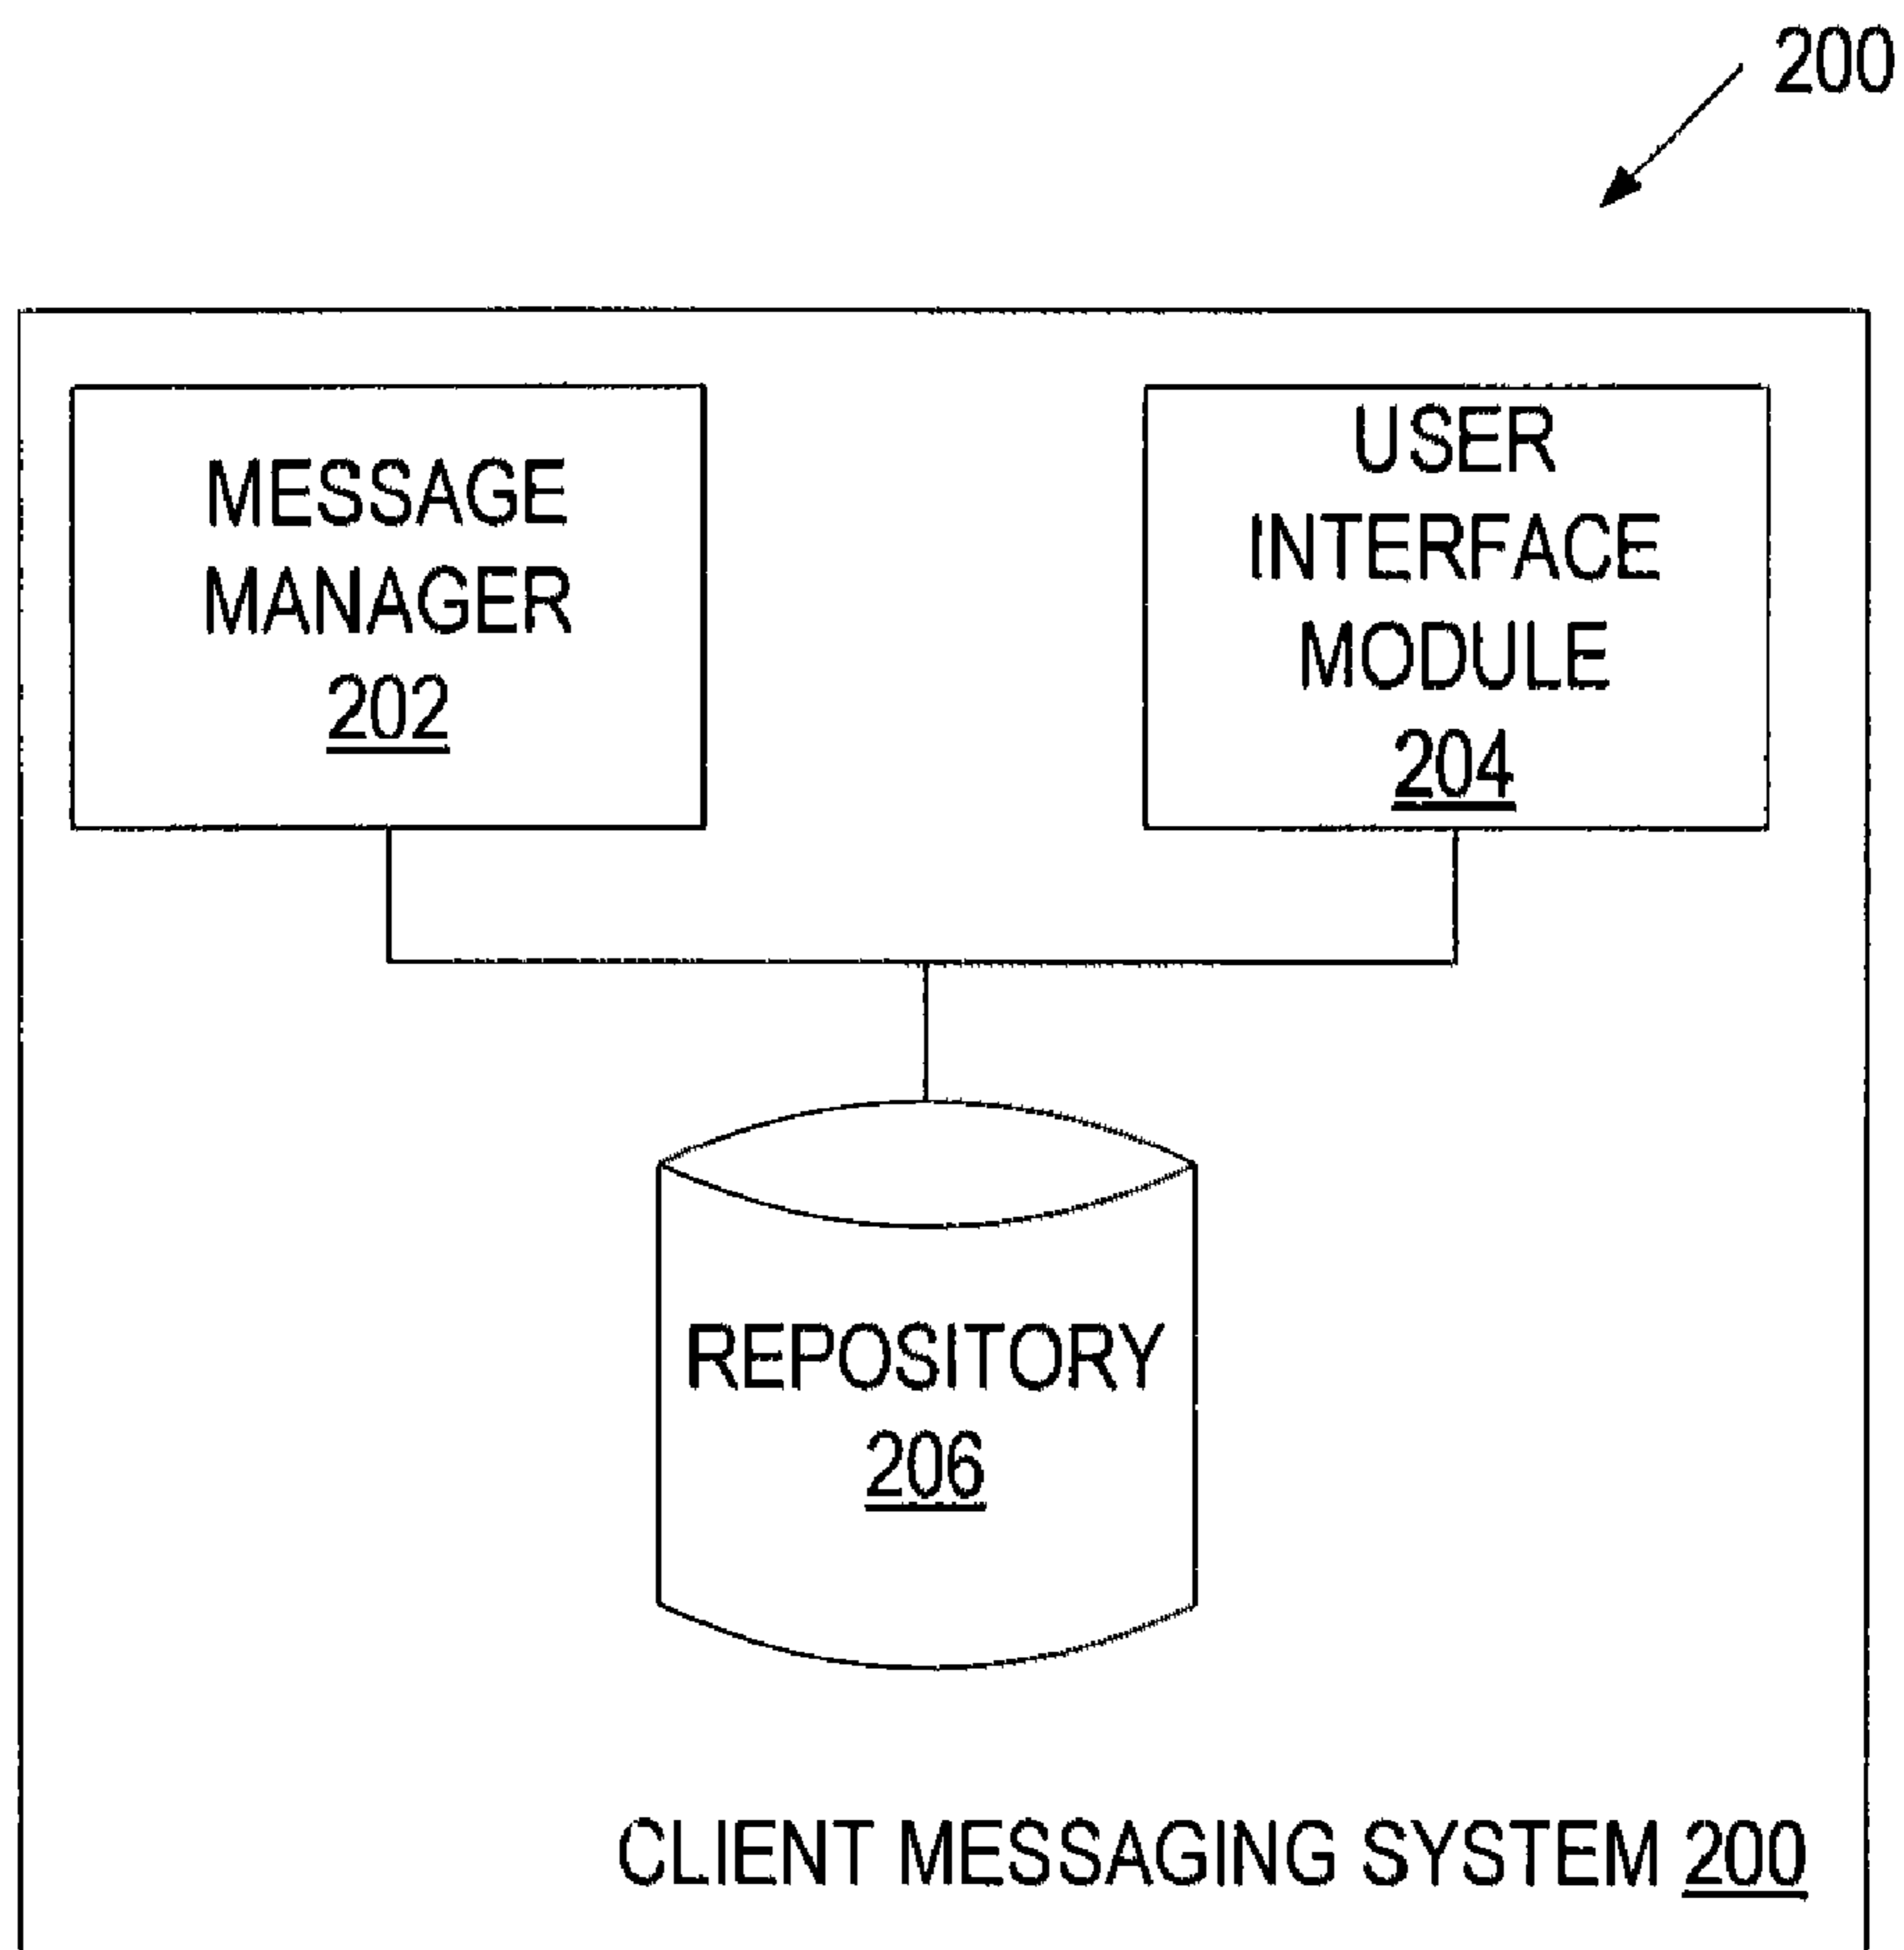 200
MESSAGE
MANAGER
202
USER
INTERFACE
MODULE
204
REPOSITORY
206
CLIENT MESSAGING SYSTEM 200